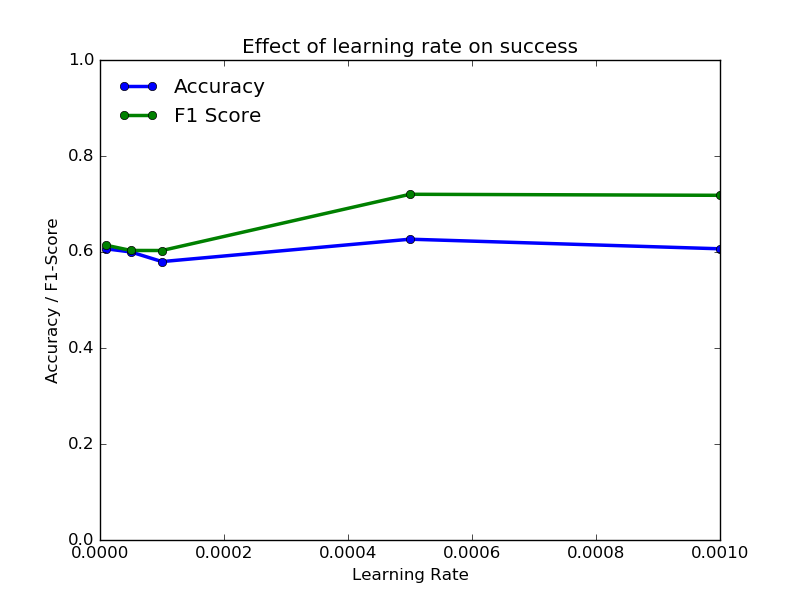 Effect of learning rate on success
Accuracy
F1 Score
1.0
0.8
0.6
0.4
0.2
0.0
Accuracy / F1-Score
0.0000 0.0002 0.0004 0.0006 0.0008 0.0010
Learning Rate